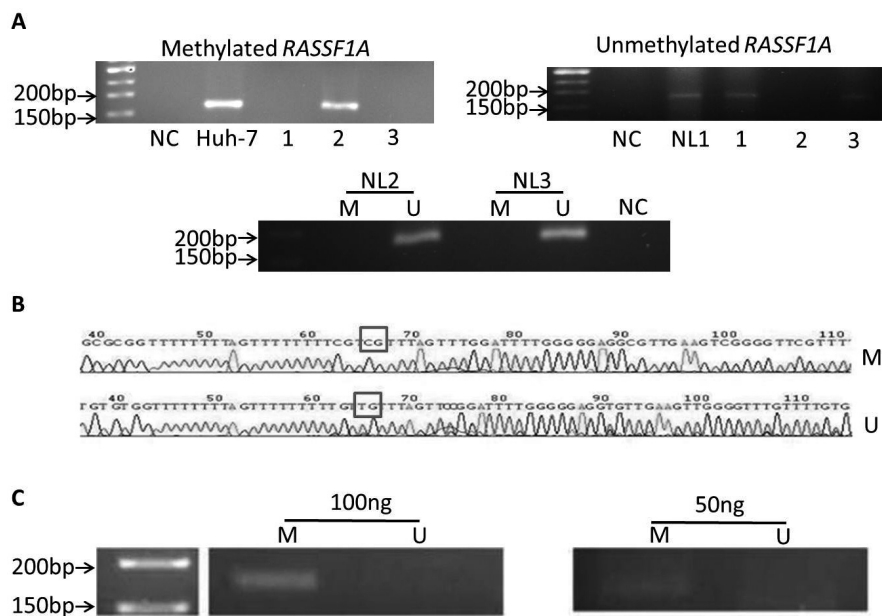 A
Methylated RASSF1A
200bp
150bp
NC Huh-7 1 2 3
Unmethylated RASSF1A
200bp
150bp
NC NL1 1 2 3
NL2 NL3
M U M U NC
200bp
150bp
B
40 50 60 70 80 90 100 110
GCGCGGTTTTTTTTAGTTTTTTTTCGTCGTTTAGTTTGGATTTTGGGGGAGGCGTTGAAGTCGGGGTTCGTTT
M
40 50 60 70 80 90 100 110
U
C
100ng
M U
200bp
150bp
50ng
M U